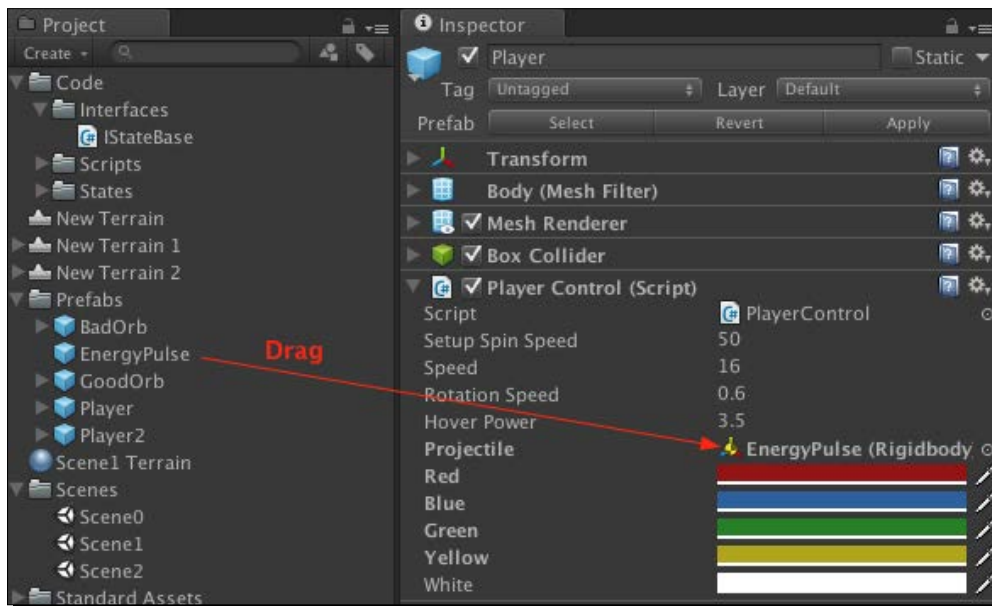 Project
Create
Code
Interfaces
IStateBase
Scripts
States
New Terrain
New Terrain 1
New Terrain 2
Prefabs
BadOrb
EnergyPulse
GoodOrb
Player
Player2
Scene1 Terrain
Scenes
Scene0
Scene1
Scene2
Standard Assets
Drag
Inspector
Player Static
Tag Untagged Layer Default
Prefab Select Revert Apply
Transform
Body (Mesh Filter)
Mesh Renderer
Box Collider
Player Control (Script)
Script PlayerControl
Setup Spin Speed 50
Speed 16
Rotation Speed 0.6
Hover Power 3.5
Projectile EnergyPulse (Rigidbody
Red
Blue
Green
Yellow
White